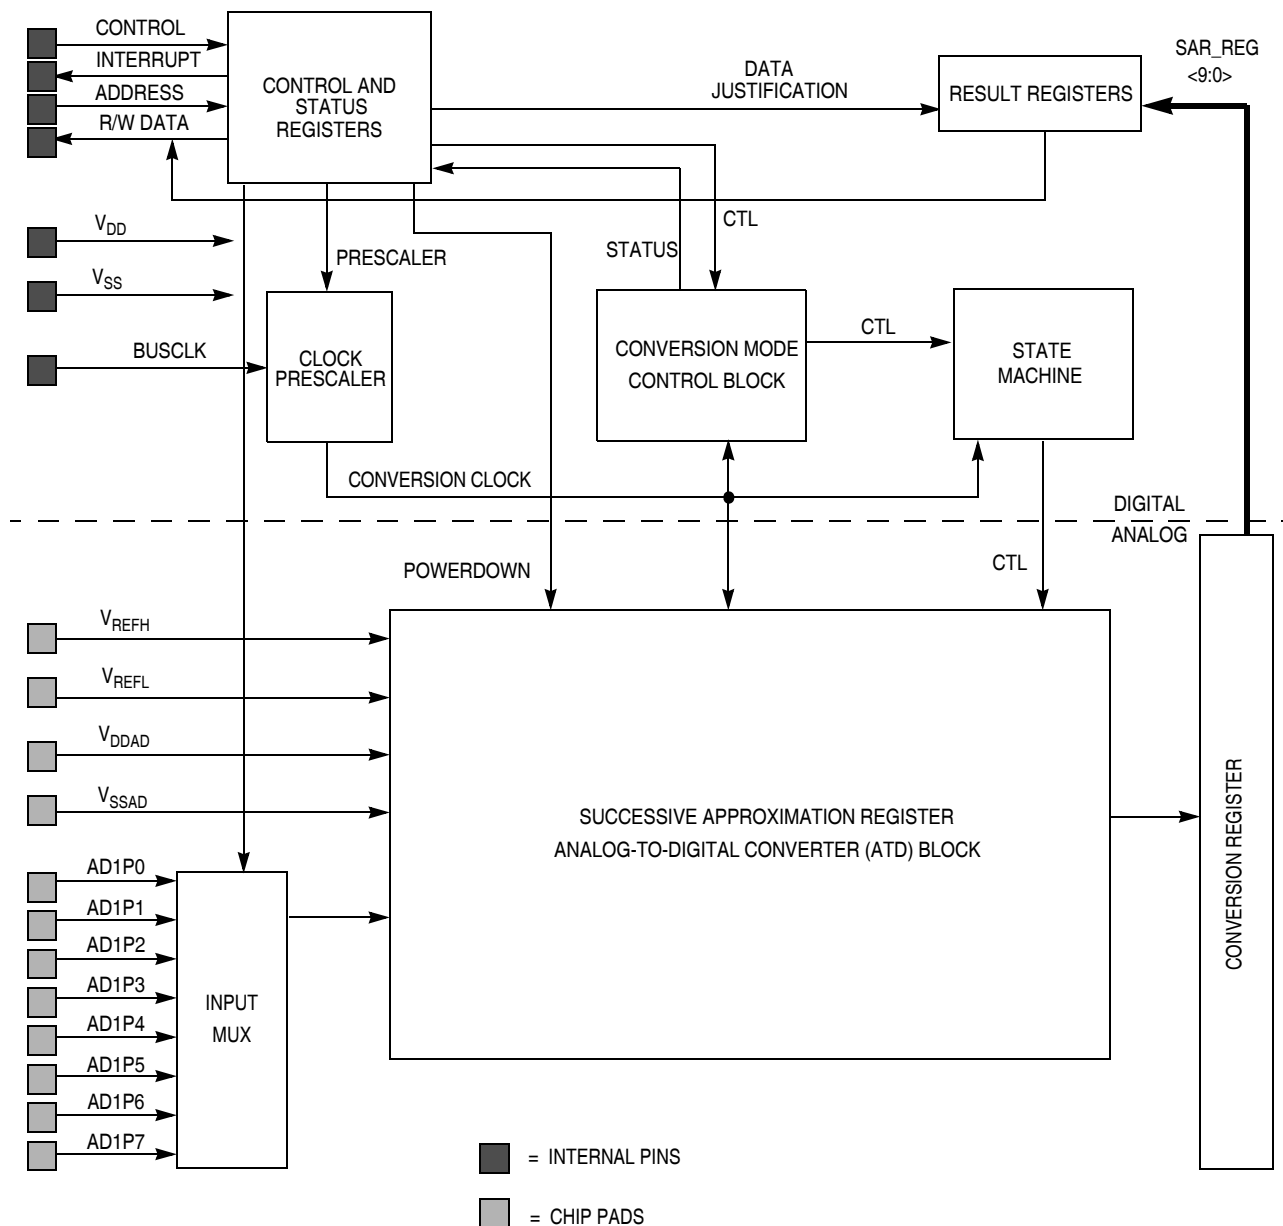 CONTROL
INTERRUPT
ADDRESS
R/W DATA
CONTROL AND
STATUS
REGISTERS
DATA
JUSTIFICATION
RESULT REGISTERS
SAR_REG
<9:0>
VDD
VSS
BUSCLK
PRESCALER
CLOCK
PRESCALER
STATUS
CTL
CONVERSION MODE
CONTROL BLOCK
CTL
STATE
MACHINE
CONVERSION CLOCK
DIGITAL
ANALOG
POWERDOWN
CTL
VREFH
VREFL
VDDAD
VSSAD
SUCCESSIVE APPROXIMATION REGISTER
ANALOG-TO-DIGITAL CONVERTER (ATD) BLOCK
CONVERSION REGISTER
AD1P0
AD1P1
AD1P2
AD1P3
AD1P4
AD1P5
AD1P6
AD1P7
INPUT
MUX
= INTERNAL PINS
= CHIP PADS